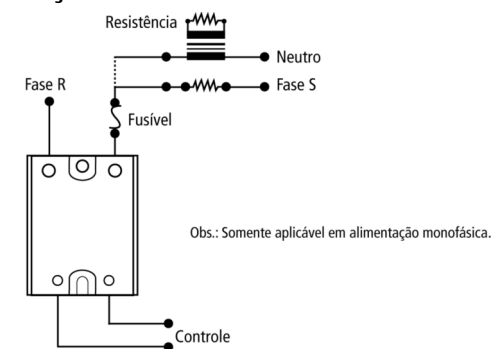 Resistência
Neutro
Fase R
Fase S
Fusível
Obs.: Somente aplicável em alimentação monofásica.
Controle